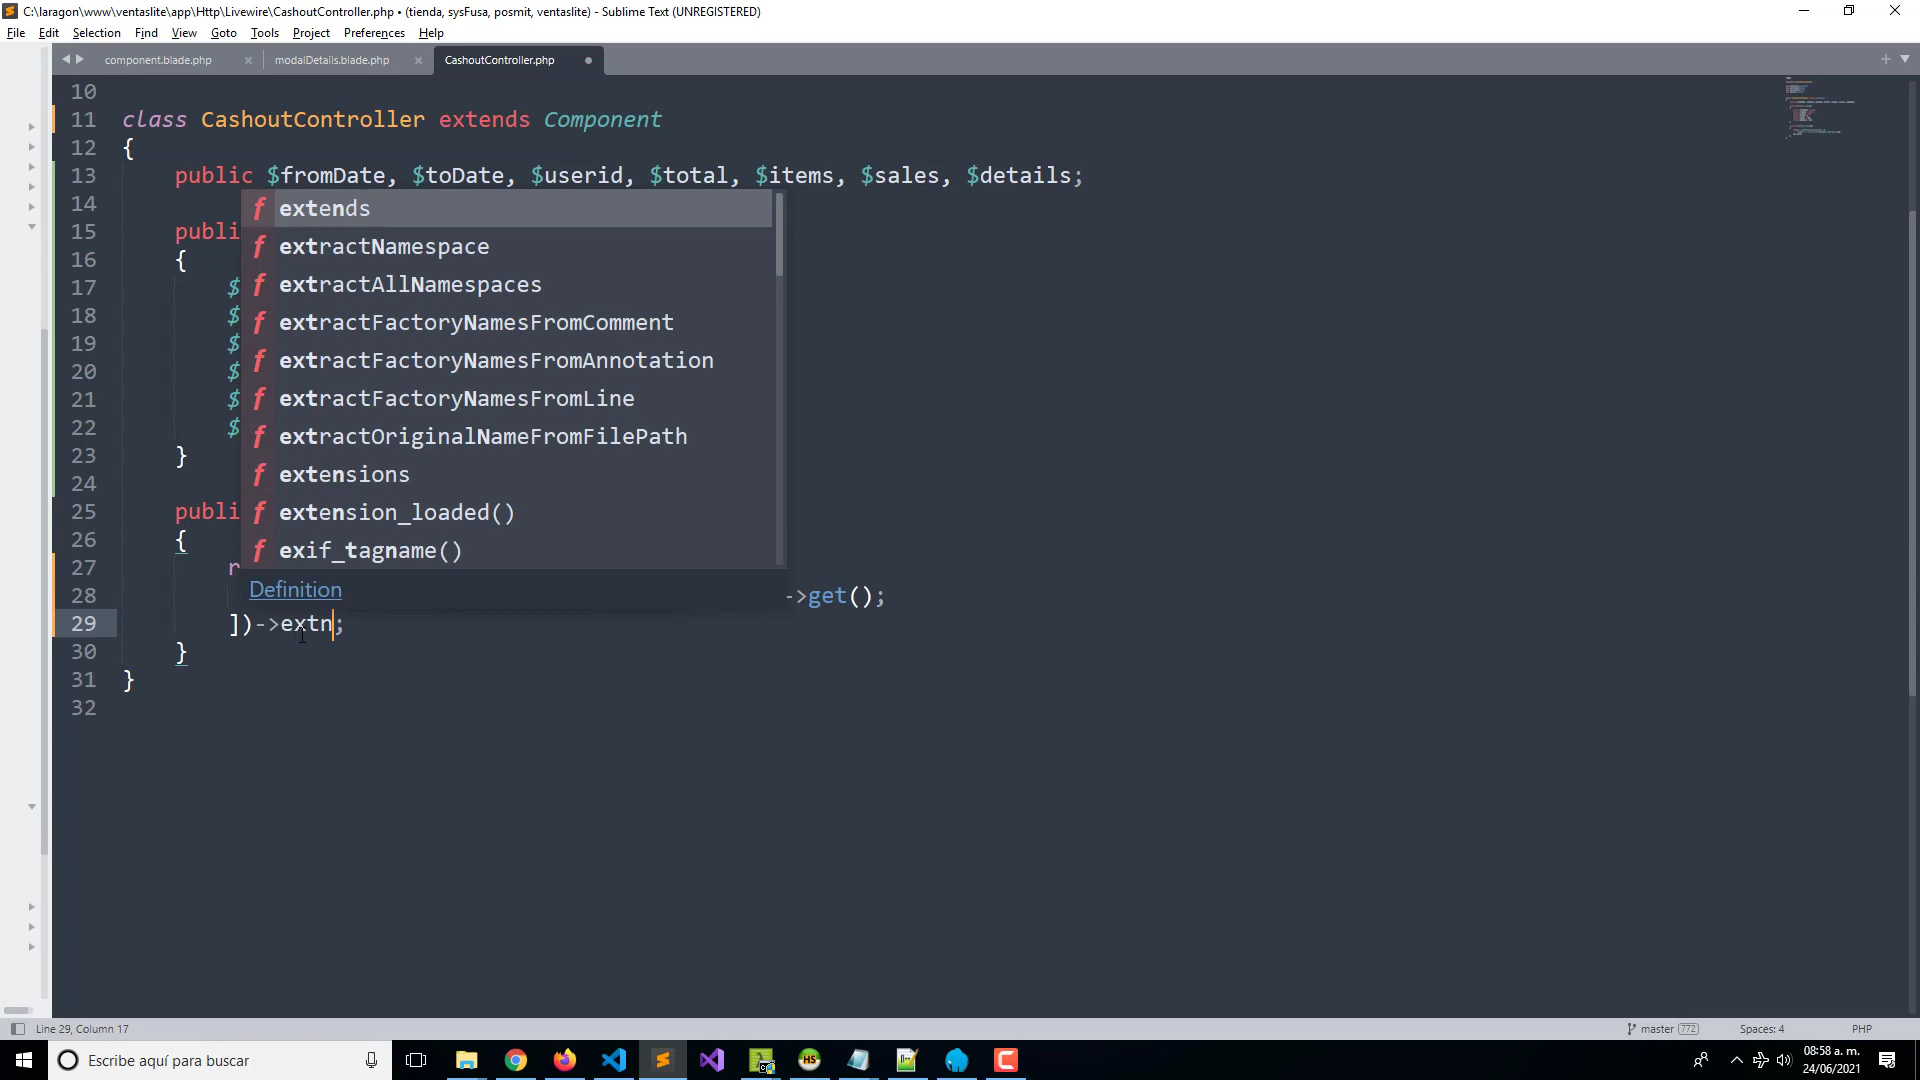 C:\laragon\www\ventaslite\app\Http\Livewire\CashoutController.php • (tienda, sysFusa, posmit, ventaslite) - Sublime Text (UNREGISTERED)
File Edit Selection Find View Goto Tools Project Preferences Help
component.blade.php modalDetails.blade.php CashoutController.php
10
11 class CashoutController extends Component
12 {
13 public $fromDate, $toDate, $userid, $total, $items, $sales, $details;
14
f extends
15 publi
f extractNamespace
16 {
f extractAllNamespaces
17 $
18 $
f extractFactoryNamesFromComment
19 $
f extractFactoryNamesFromAnnotation
20 $
21 $
f extractFactoryNamesFromLine
22 $
f extractOriginalNameFromFilePath
23 }
f extensions
24
25 publi
f extension_loaded()
26 {
f exif_tagname()
27 r
Definition
28 ->get();
29 ])->extn;
30 }
31 }
32
Line 29, Column 17 master 772 Spaces: 4 PHP
Escribe aquí para buscar
08:58 a. m.
24/06/2021